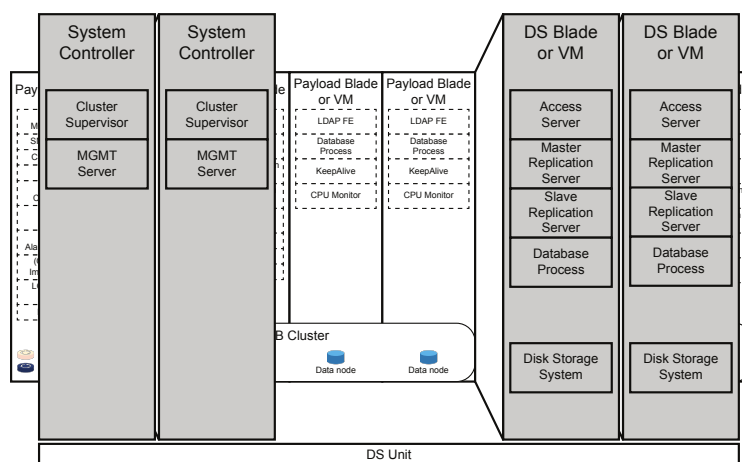 System
Controller
Cluster
Supervisor
MGMT
Server
System
Controller
Cluster
Supervisor
MGMT
Server
Payload Blade
or VM
LDAP FE
Database
Process
KeepAlive
CPU Monitor
Data node
Payload Blade
or VM
LDAP FE
Database
Process
KeepAlive
CPU Monitor
Data node
B Cluster
DS Blade
or VM
Access
Server
Master
Replication
Server
Slave
Replication
Server
Database
Process
Disk Storage
System
DS Blade
or VM
Access
Server
Master
Replication
Server
Slave
Replication
Server
Database
Process
Disk Storage
System
DS Unit